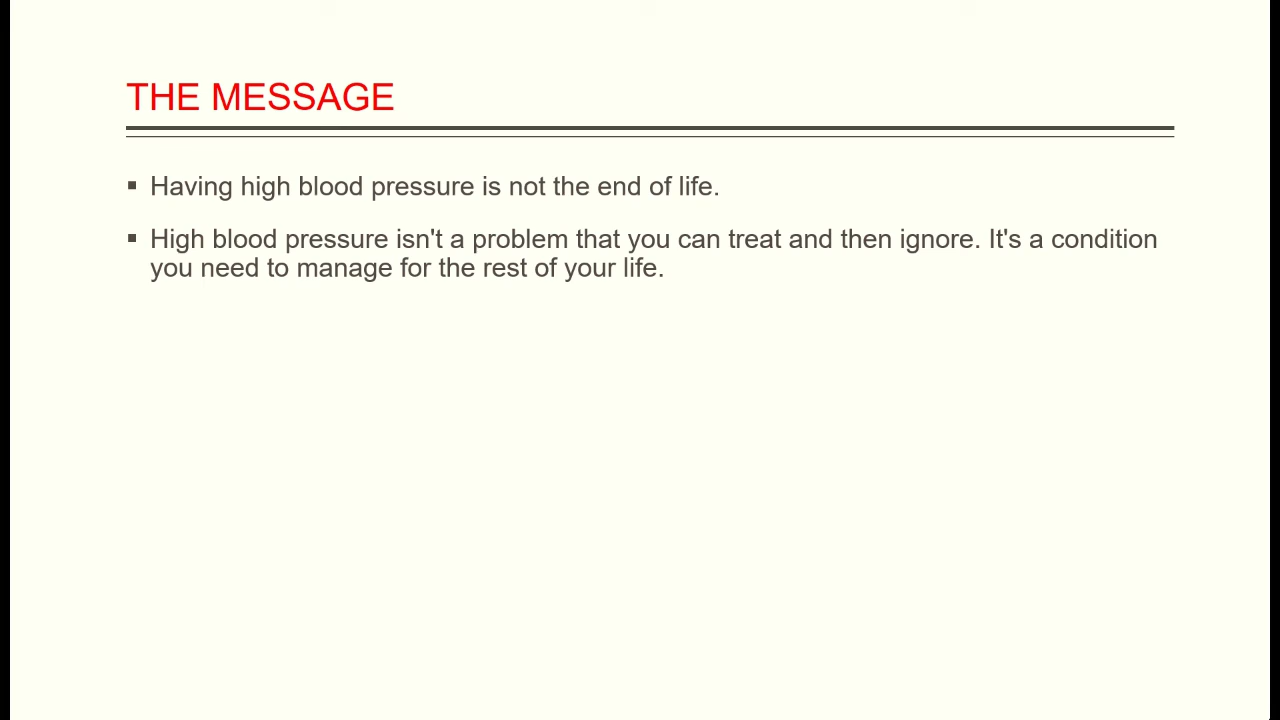 THE MESSAGE
▪ Having high blood pressure is not the end of life.
▪ High blood pressure isn't a problem that you can treat and then ignore. It's a condition
you need to manage for the rest of your life.